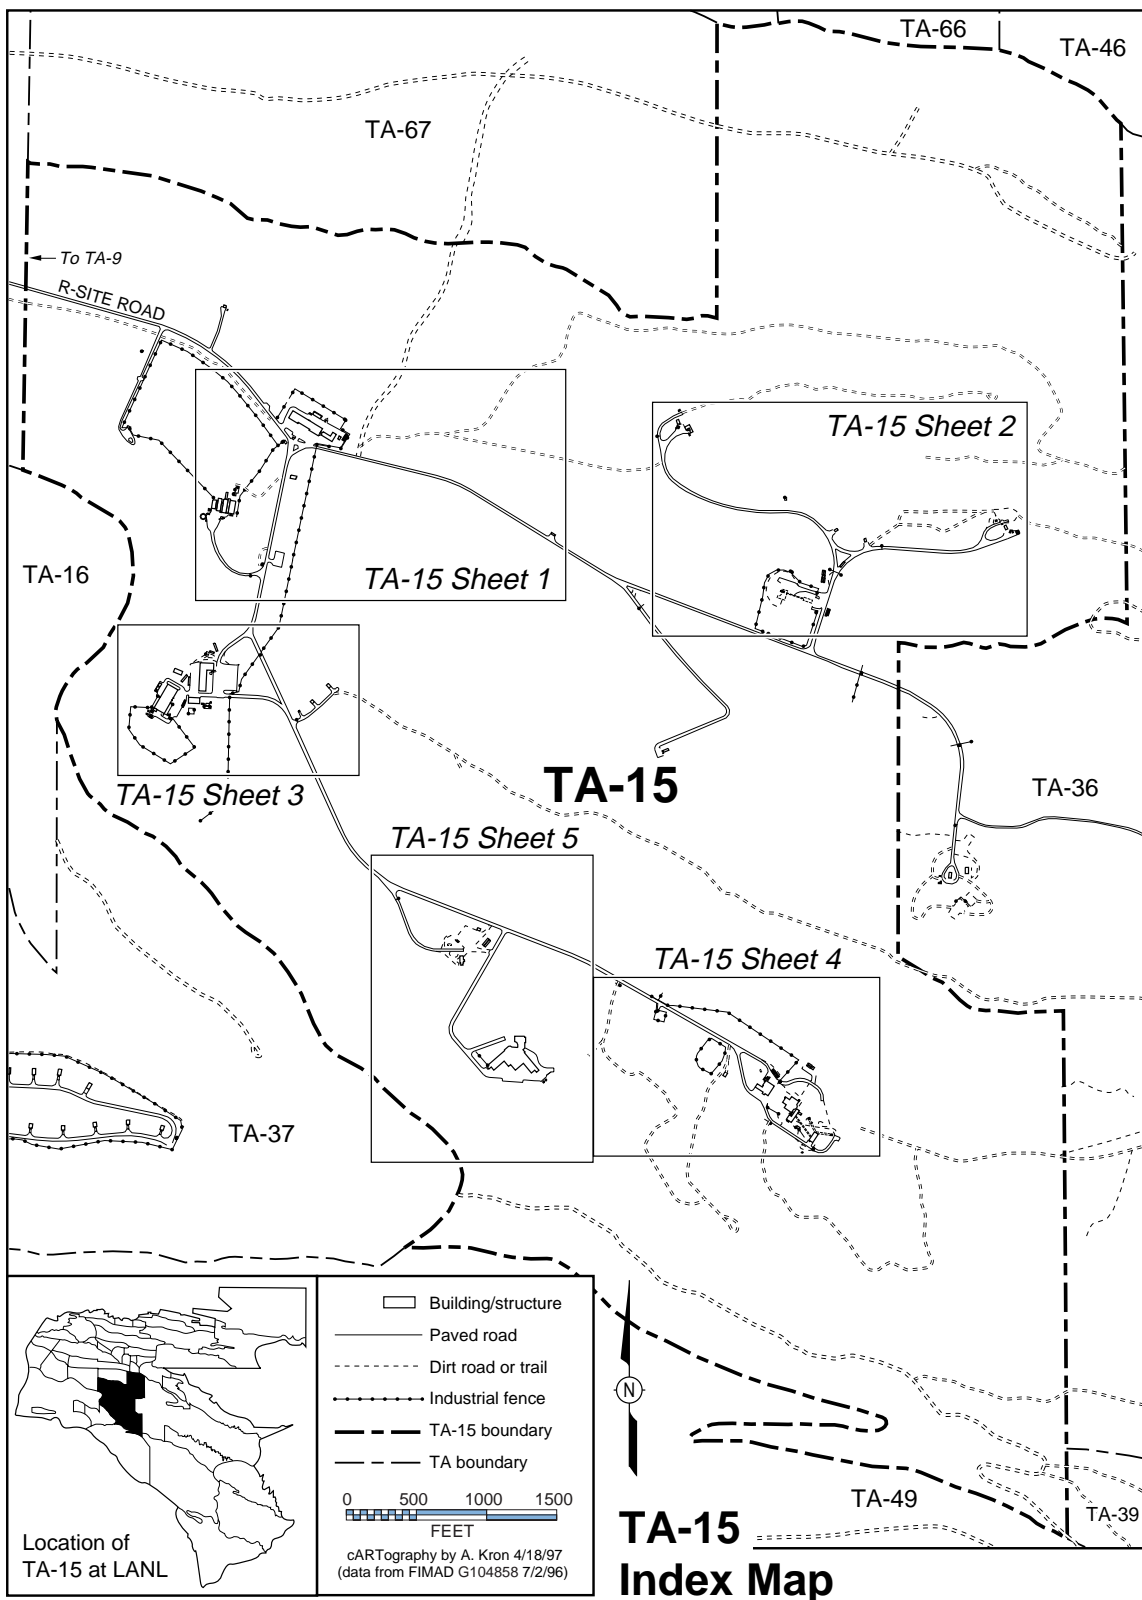 TA-66
TA-46
TA-67
To TA-9
R-SITE ROAD
TA-15 Sheet 2
TA-15 Sheet 1
TA-16
TA-15
TA-36
TA-15 Sheet 3
TA-15 Sheet 5
TA-15 Sheet 4
TA-37
Building/structure
Paved road
Dirt road or trail
Industrial fence
TA-15 boundary
TA boundary
0 500 1000 1500
FEET
cARTography by A. Kron 4/18/97
(data from FIMAD G104858 7/2/96)
Location of
TA-15 at LANL
N
TA-49
TA-39
TA-15
Index Map